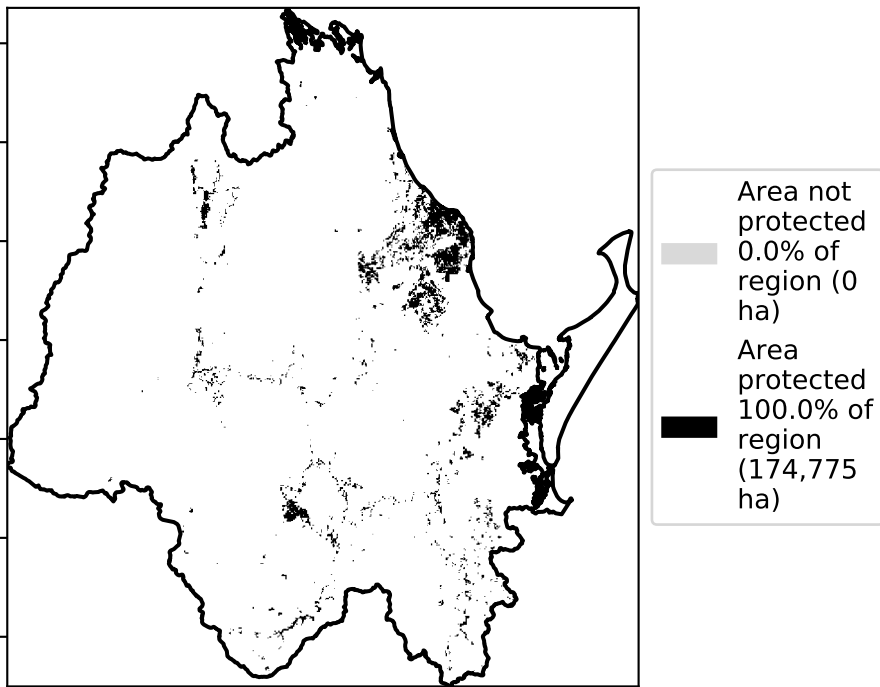 Area not
protected
0.0% of
region (0
ha)
Area
protected
100.0% of
region
(174,775
ha)